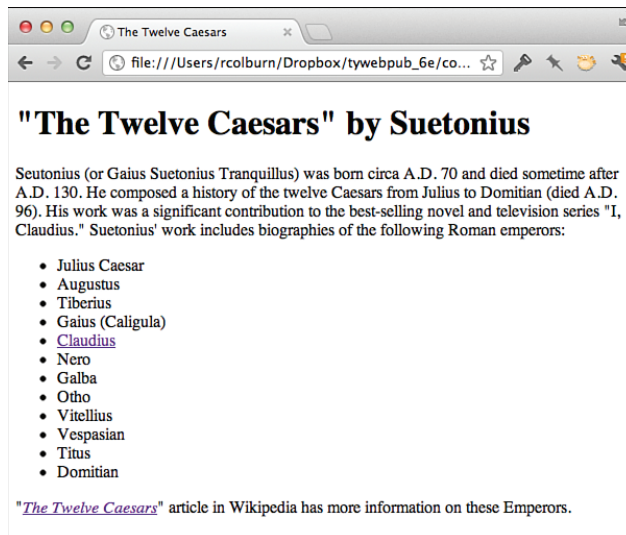 The Twelve Caesars
file:///Users/rcolburn/Dropbox/tywebpub_6e/co...
"The Twelve Caesars" by Suetonius
Seutonius (or Gaius Suetonius Tranquillus) was born circa A.D. 70 and died sometime after
A.D. 130. He composed a history of the twelve Caesars from Julius to Domitian (died A.D.
96). His work was a significant contribution to the best-selling novel and television series "I,
Claudius." Suetonius' work includes biographies of the following Roman emperors:
• Julius Caesar
• Augustus
• Tiberius
• Gaius (Caligula)
• Claudius
• Nero
• Galba
• Otho
• Vitellius
• Vespasian
• Titus
• Domitian
"The Twelve Caesars" article in Wikipedia has more information on these Emperors.